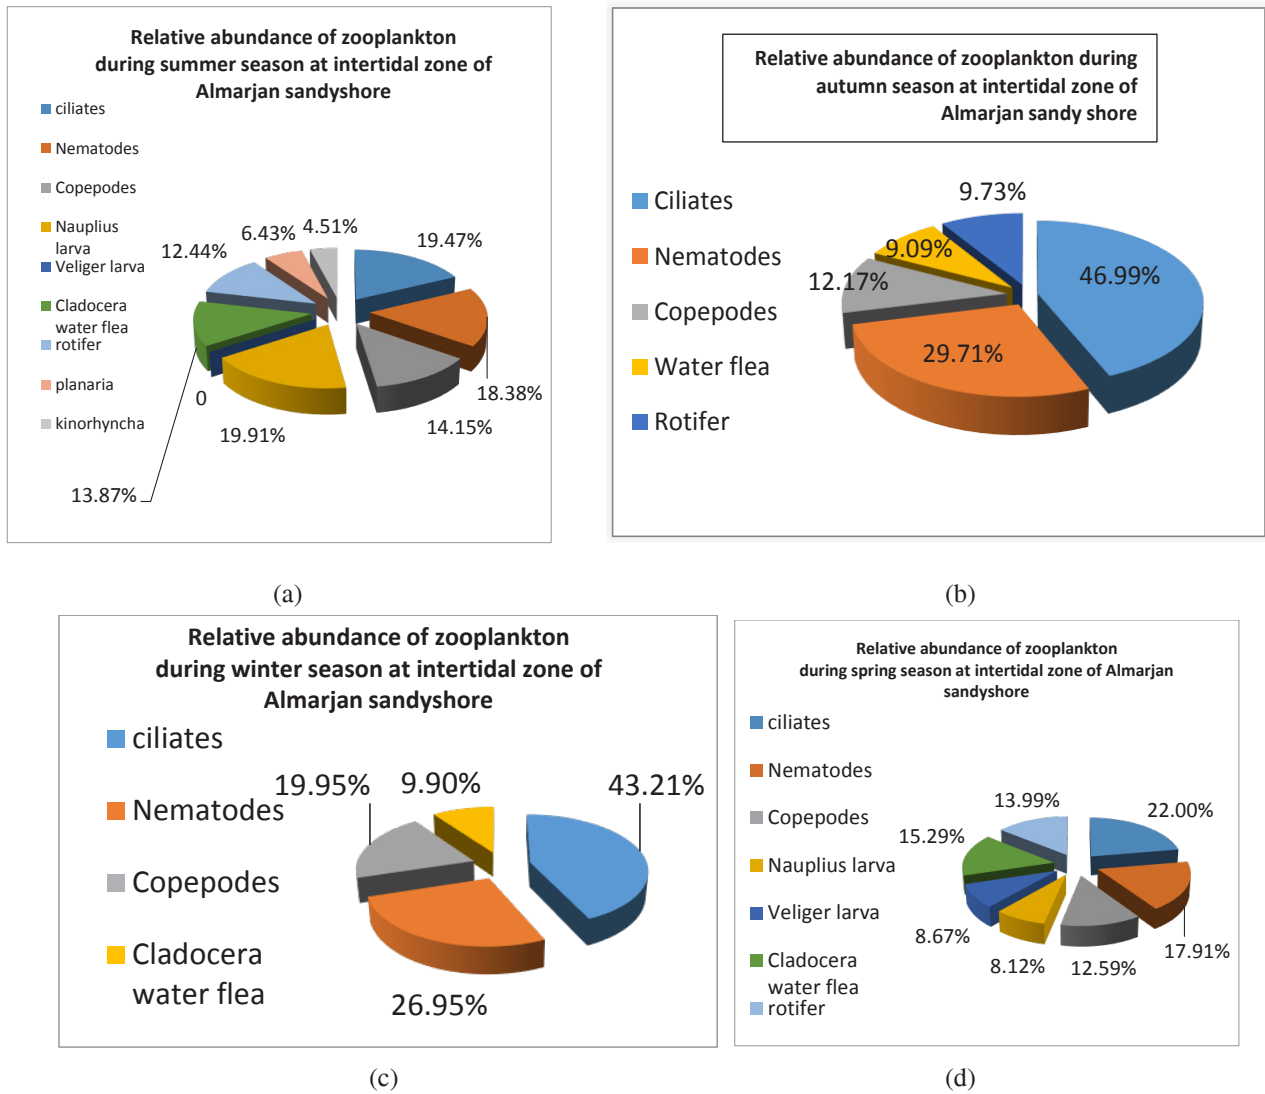 Relative abundance of zooplankton
during summer season at intertidal zone of
Almarjan sandyshore
ciliates
Nematodes
Copepodes
Nauplius
larva
Veliger larva
Cladocera
water flea
rotifer
planaria
kinorhyncha
12.44%
6.43%
4.51%
19.47%
18.38%
14.15%
19.91%
0
13.87%
(a)
Relative abundance of zooplankton during
autumn season at intertidal zone of
Almarjan sandy shore
Ciliates
Nematodes
Copepodes
Water flea
Rotifer
9.73%
9.09%
12.17%
46.99%
29.71%
(b)
Relative abundance of zooplankton
during winter season at intertidal zone of
Almarjan sandyshore
ciliates
Nematodes
Copepodes
Cladocera
water flea
19.95%
9.90%
43.21%
26.95%
(c)
Relative abundance of zooplankton
during spring season at intertidal zone of Almarjan
sandyshore
ciliates
Nematodes
Copepodes
Nauplius larva
Veliger larva
Cladocera
water flea
rotifer
13.99%
22.00%
15.29%
8.67%
8.12%
12.59%
17.91%
(d)